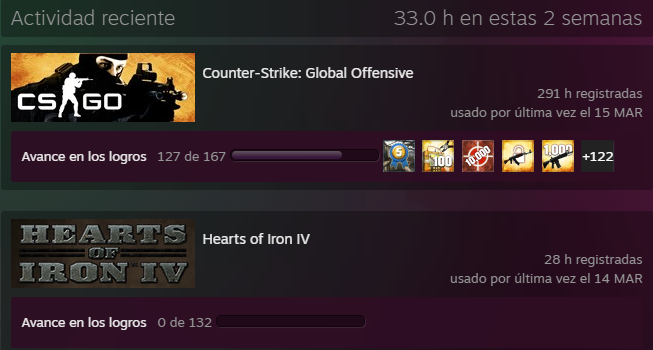 Actividad reciente
33.0 h en estas 2 semanas
CS GO
Counter-Strike: Global Offensive
291 h registradas
usado por última vez el 15 MAR
Avance en los logros 127 de 167
5
100
10,000
1,000
+122
HEARTS
OF
IRON IV
Hearts of Iron IV
28 h registradas
usado por última vez el 14 MAR
Avance en los logros 0 de 132